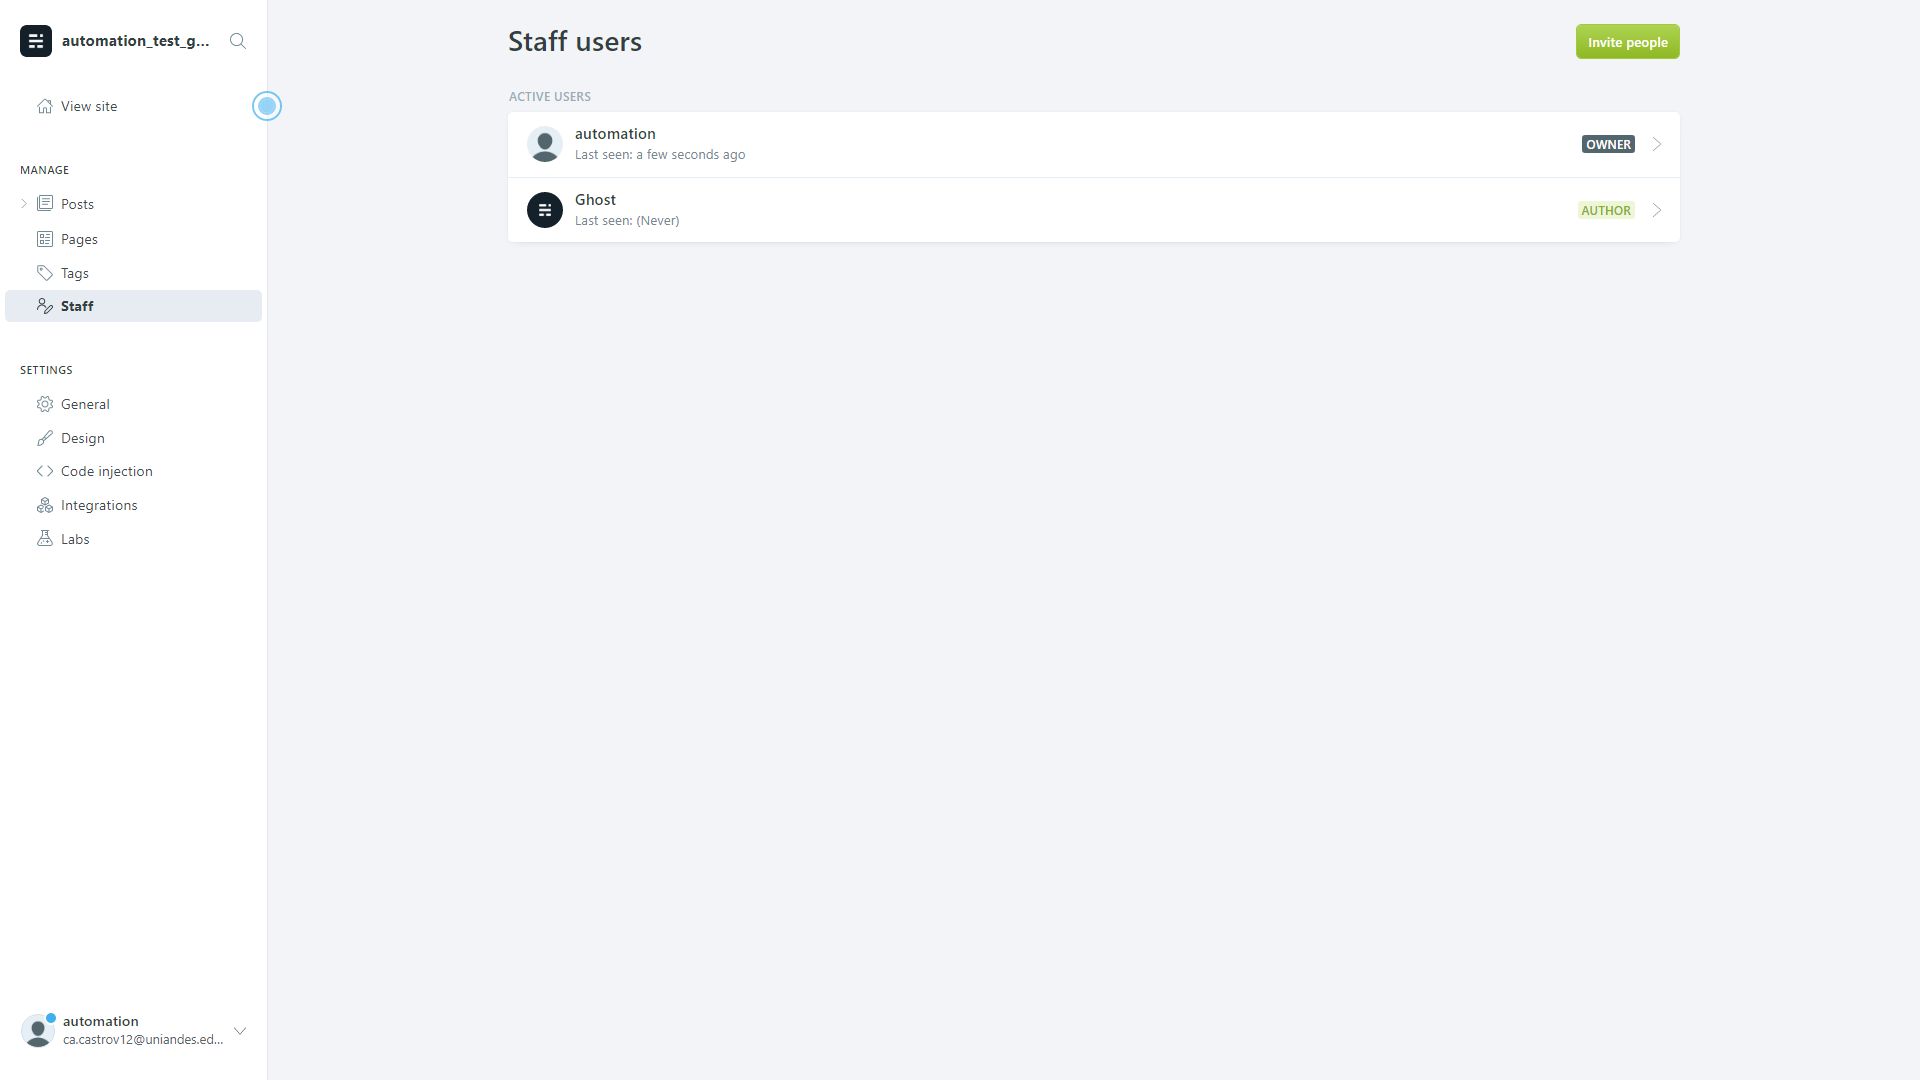 automation_test_g...
View site
MANAGE
Posts
Pages
Tags
Staff
SETTINGS
General
Design
Code injection
Integrations
Labs
automation
ca.castrov12@uniandes.ed...
Staff users
Invite people
ACTIVE USERS
automation
Last seen: a few seconds ago
OWNER
Ghost
Last seen: (Never)
AUTHOR